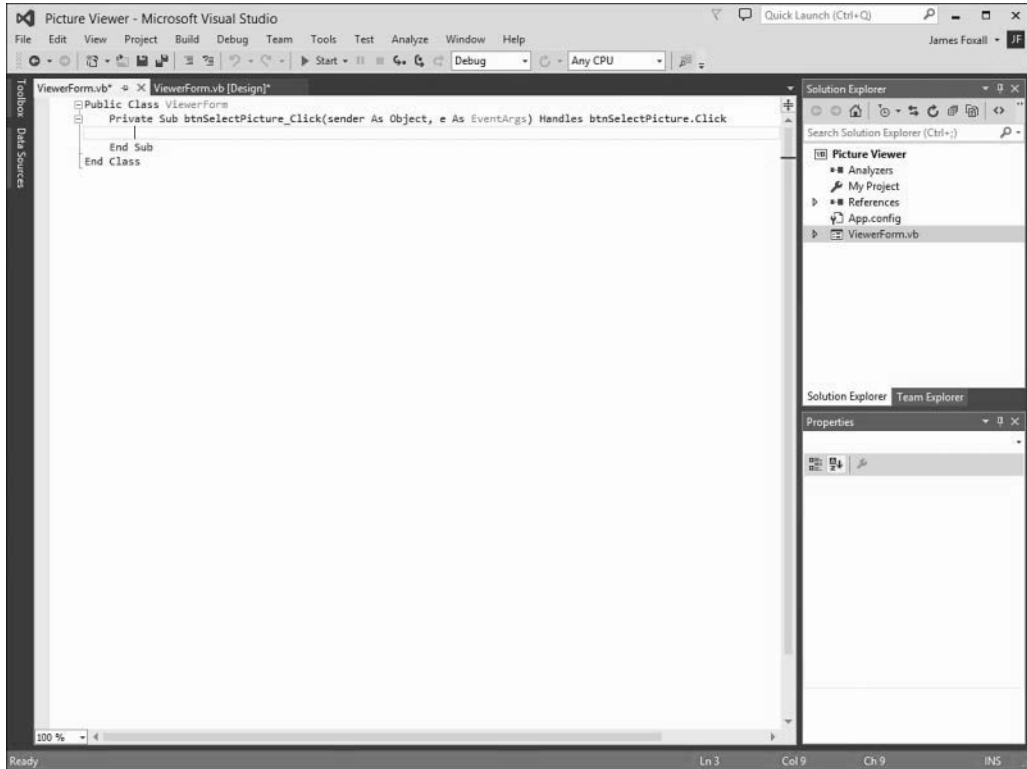 Picture Viewer - Microsoft Visual Studio
Quick Launch (Ctrl+Q)
File Edit View Project Build Debug Team Tools Test Analyze Window Help
James Foxall JF
Start Debug Any CPU
Toolbox
Data Sources
ViewerForm.vb* ViewerForm.vb [Design]*
Public Class ViewerForm
Private Sub btnSelectPicture_Click(sender As Object, e As EventArgs) Handles btnSelectPicture.Click
End Sub
End Class
100 %
Solution Explorer
Search Solution Explorer (Ctrl+;)
VB Picture Viewer
Analyzers
My Project
References
App.config
ViewerForm.vb
Solution Explorer Team Explorer
Properties
Ready Ln 3 Col 9 Ch 9 INS